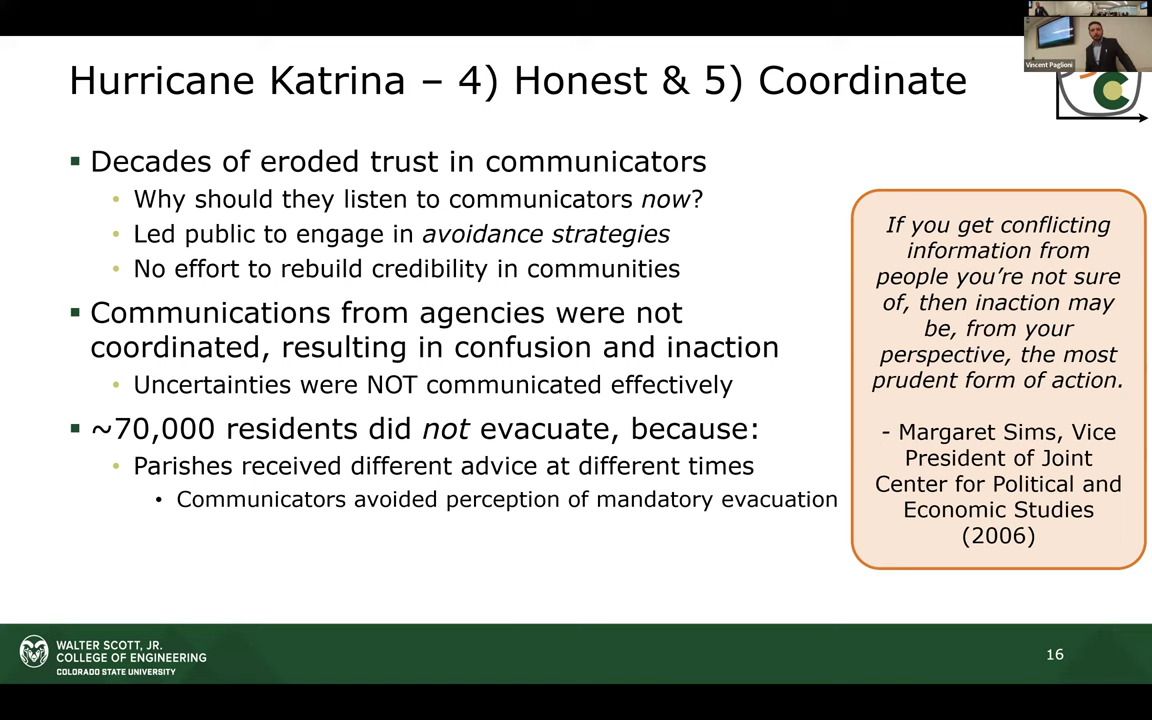 Vincent Paglioni
Hurricane Katrina – 4) Honest & 5) Coordinate
C
▪ Decades of eroded trust in communicators
• Why should they listen to communicators now?
• Led public to engage in avoidance strategies
• No effort to rebuild credibility in communities
▪ Communications from agencies were not
coordinated, resulting in confusion and inaction
• Uncertainties were NOT communicated effectively
▪ ~70,000 residents did not evacuate, because:
• Parishes received different advice at different times
• Communicators avoided perception of mandatory evacuation
If you get conflicting
information from
people you’re not sure
of, then inaction may
be, from your
perspective, the most
prudent form of action.
- Margaret Sims, Vice
President of Joint
Center for Political and
Economic Studies
(2006)
WALTER SCOTT, JR.
COLLEGE OF ENGINEERING
COLORADO STATE UNIVERSITY
16